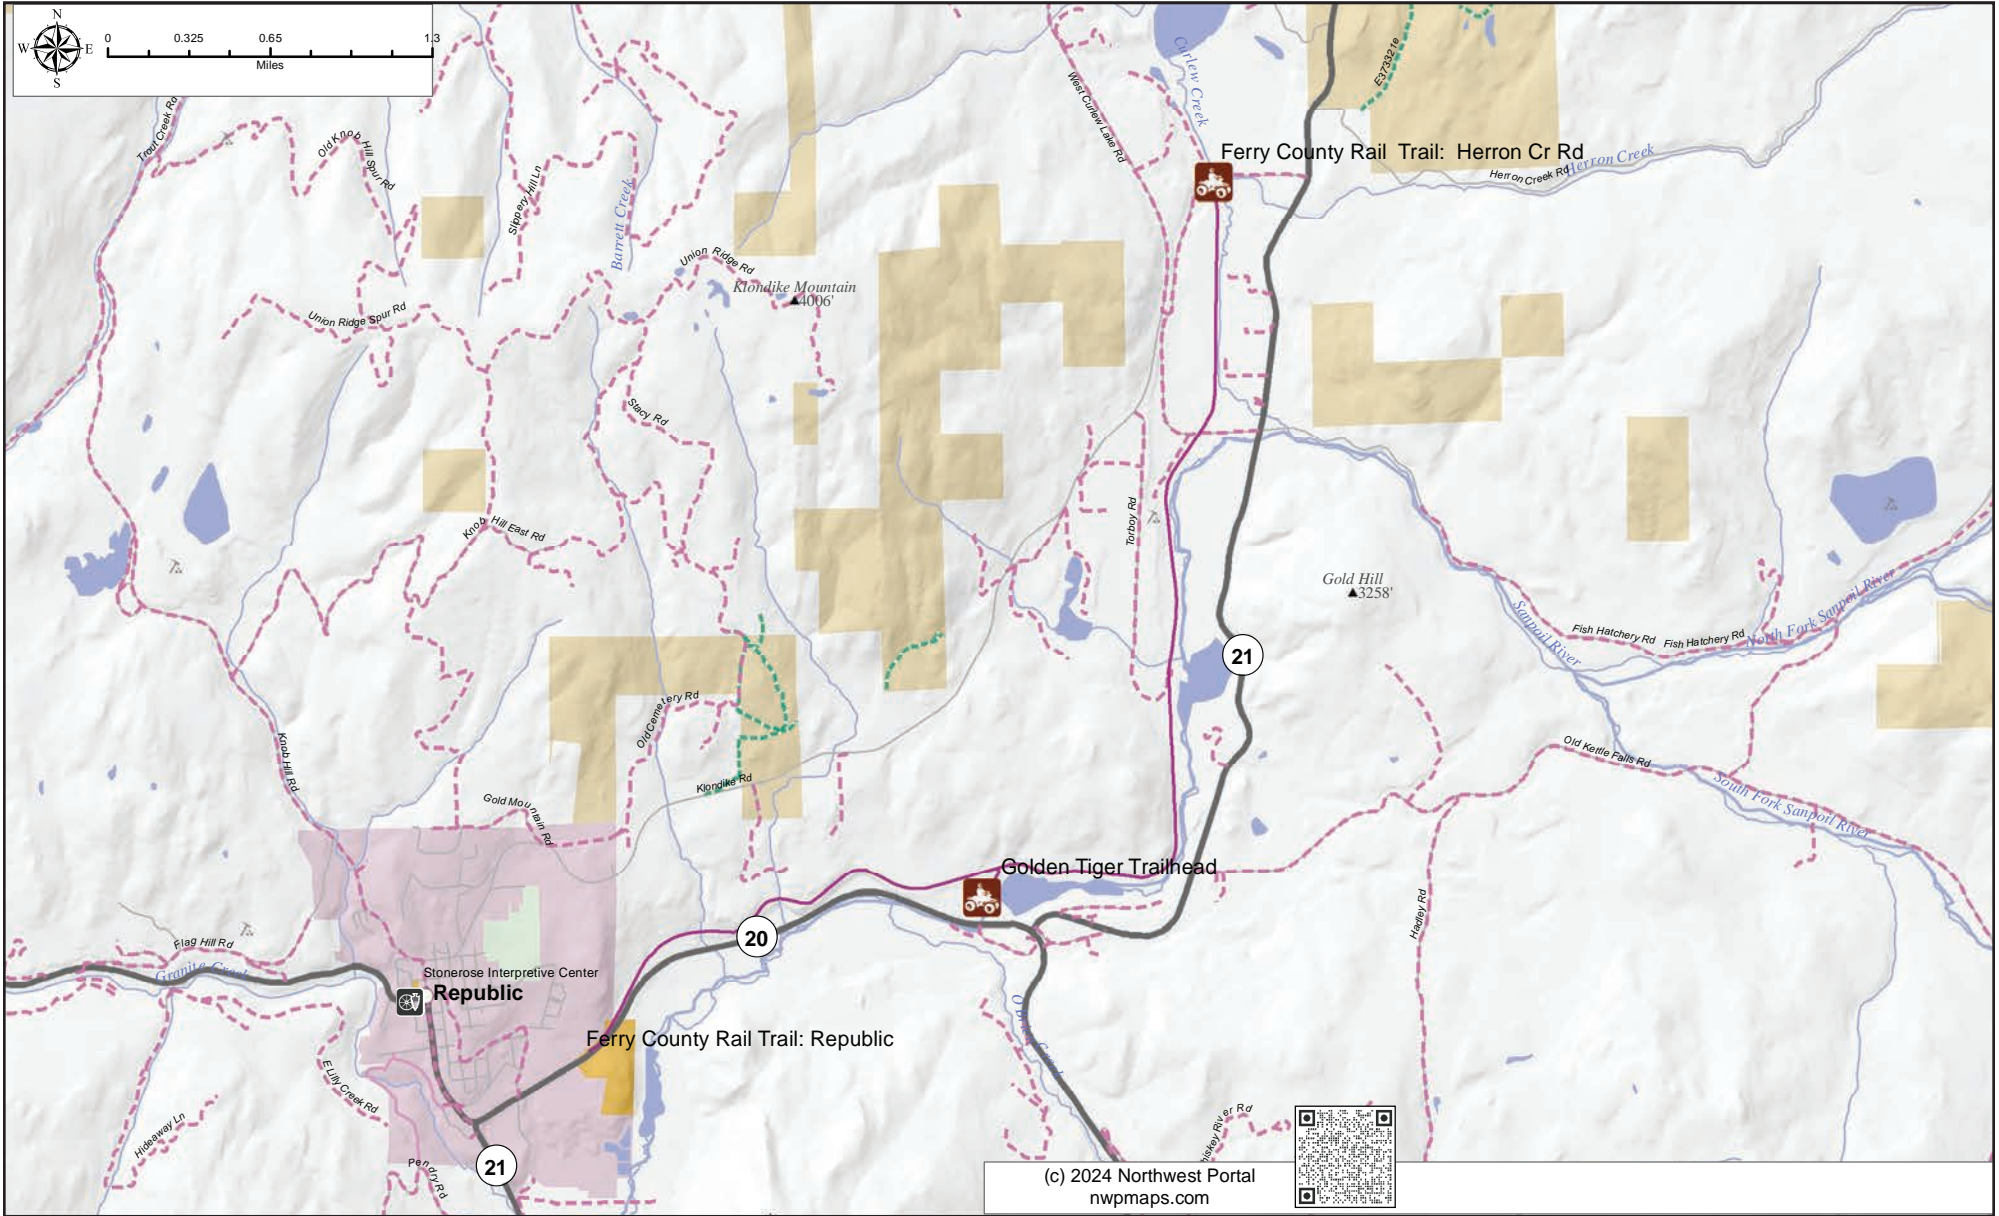 N
W E
S
0 0.325 0.65 1.3
Miles
Trout Creek Rd
Old Knob Hill Spur Rd
Slippery Hill Ln
Barrett Creek
Union Ridge Rd
Klondike Mountain
4006'
Union Ridge Spur Rd
Stacy Rd
Knob Hill East Rd
West Curlew Lake Rd
Curlew Creek
E373321e
Ferry County Rail Trail: Herron Cr Rd
Herron Creek Rd
Herron Creek
Torboy Rd
Gold Hill
3258'
21
Sanpoil River
Fish Hatchery Rd
Fish Hatchery Rd
North Fork Sanpoil River
Old Kettle Falls Rd
South Fork Sanpoil River
Old Cemetery Rd
Klondike Rd
Knob Hill Rd
Gold Mountain Rd
Golden Tiger Trailhead
Hadley Rd
20
Flag Hill Rd
Granite Creek
Stonerose Interpretive Center
Republic
Ferry County Rail Trail: Republic
E Lilly Creek Rd
Hideaway Ln
Pendry Rd
21
(c) 2024 Northwest Portal
nwpmaps.com